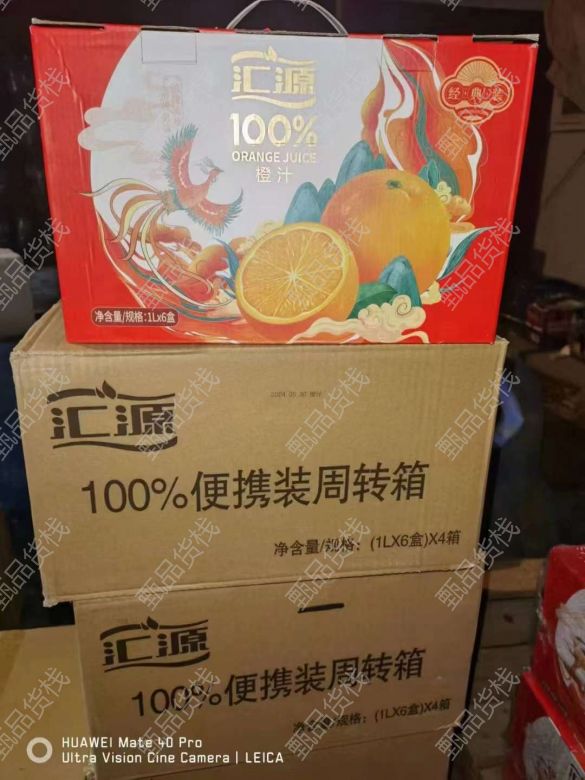 汇源
100%
ORANGE JUICE
橙汁
经典装
净含量/规格:1Lx6盒
汇源
100%便携装周转箱
净含量/规格:(1LX6盒)X4箱
汇源
100%便携装周转箱
净含量/规格:(1LX6盒)X4箱
HUAWEI Mate 40 Pro
Ultra Vision Cine Camera | LEICA
甄品货栈